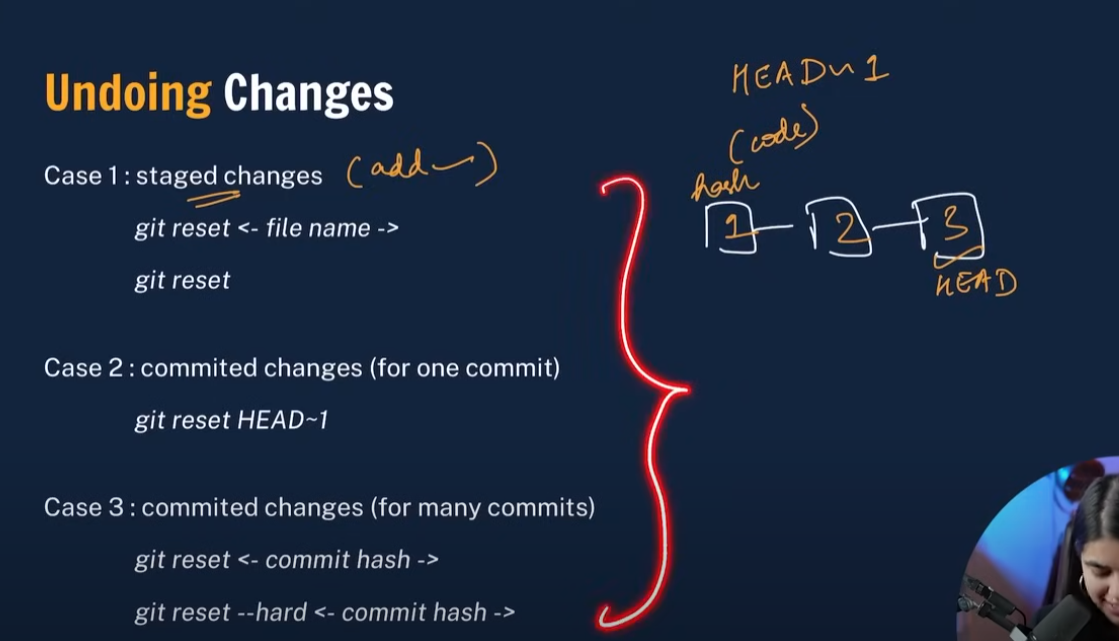 Undoing Changes
Case 1 : staged changes (add)
git reset <- file name ->
git reset
Case 2 : commited changes (for one commit)
git reset HEAD~1
Case 3 : commited changes (for many commits)
git reset <- commit hash ->
git reset --hard <- commit hash ->
HEAD~1
(code)
hash
1 2 3
HEAD